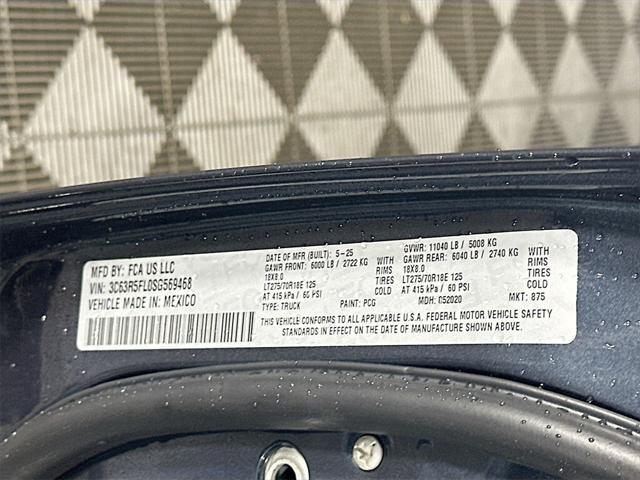 MFD BY: FCA US LLC
VIN: 3C63R5FL0SG569468
VEHICLE MADE IN: MEXICO
DATE OF MFR (BUILT): 5-25
GVWR: 11040 LB / 5008 KG
GAWR FRONT: 6000 LB / 2722 KG WITH
GAWR REAR: 6040 LB / 2740 KG WITH
18X8.0 RIMS
18X8.0 RIMS
LT275/70R18E 125 TIRES
LT275/70R18E 125 TIRES
AT 415 kPa / 60 PSI COLD
AT 415 kPa / 60 PSI COLD
TYPE: TRUCK PAINT: PCG MDH: 052020 MKT: 875
THIS VEHICLE CONFORMS TO ALL APPLICABLE U.S.A. FEDERAL MOTOR VEHICLE SAFETY
STANDARDS IN EFFECT ON THE DATE OF MANUFACTURE SHOWN ABOVE.